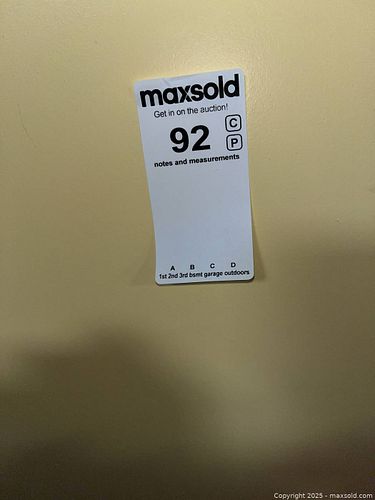 maxsold
Get in on the auction!
92
C
P
notes and measurements
A B C D
1st 2nd 3rd bsmt garage outdoors
Copyright 2025 - maxsold.com